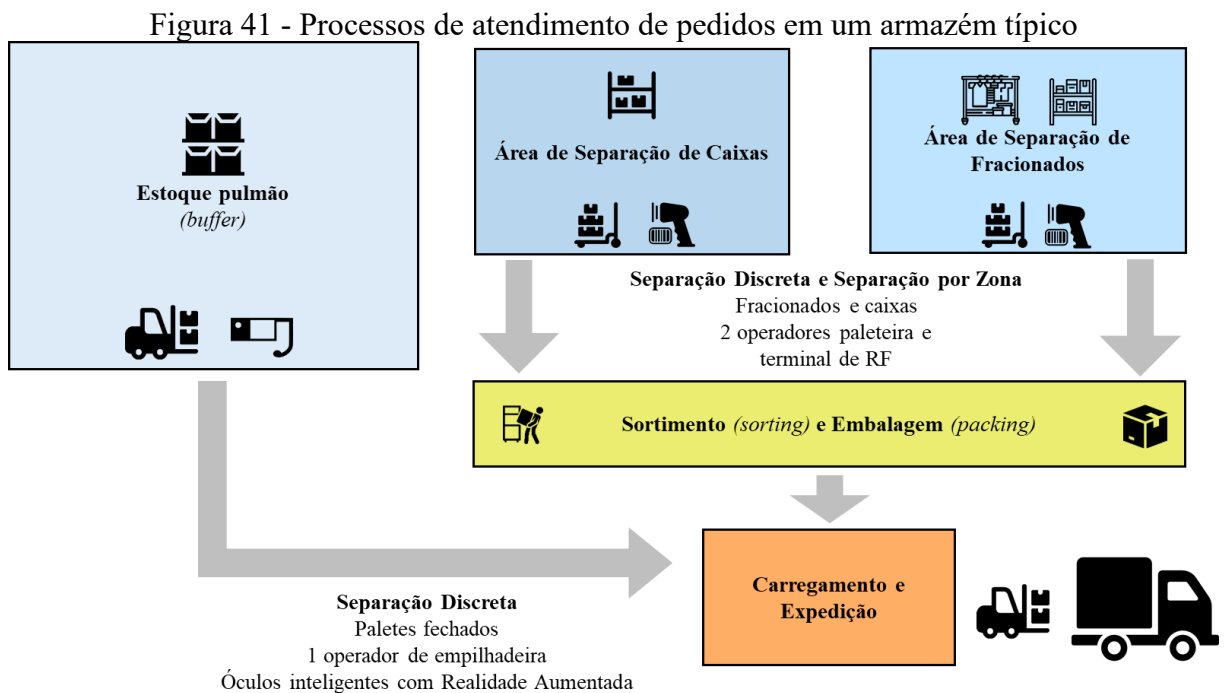 Figura 41 - Processos de atendimento de pedidos em um armazém típico
Estoque pulmão
(buffer)
Área de Separação de Caixas
Área de Separação de
Fracionados
Separação Discreta e Separação por Zona
Fracionados e caixas
2 operadores paleteira e
terminal de RF
Sortimento (sorting) e Embalagem (packing)
Carregamento e
Expedição
Separação Discreta
Paletes fechados
1 operador de empilhadeira
Óculos inteligentes com Realidade Aumentada